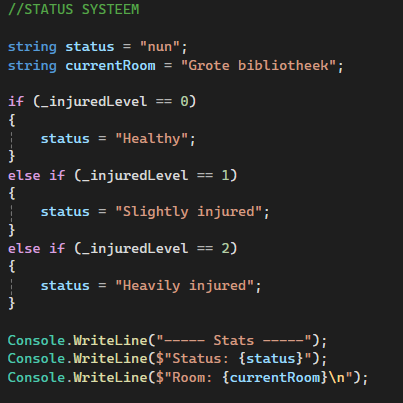 //STATUS SYSTEEM
string status = "nun";
string currentRoom = "Grote bibliotheek";
if (_injuredLevel == 0)
{
status = "Healthy";
}
else if (_injuredLevel == 1)
{
status = "Slightly injured";
}
else if (_injuredLevel == 2)
{
status = "Heavily injured";
}
Console.WriteLine("----- Stats -----");
Console.WriteLine($"Status: {status}");
Console.WriteLine($"Room: {currentRoom}\n");